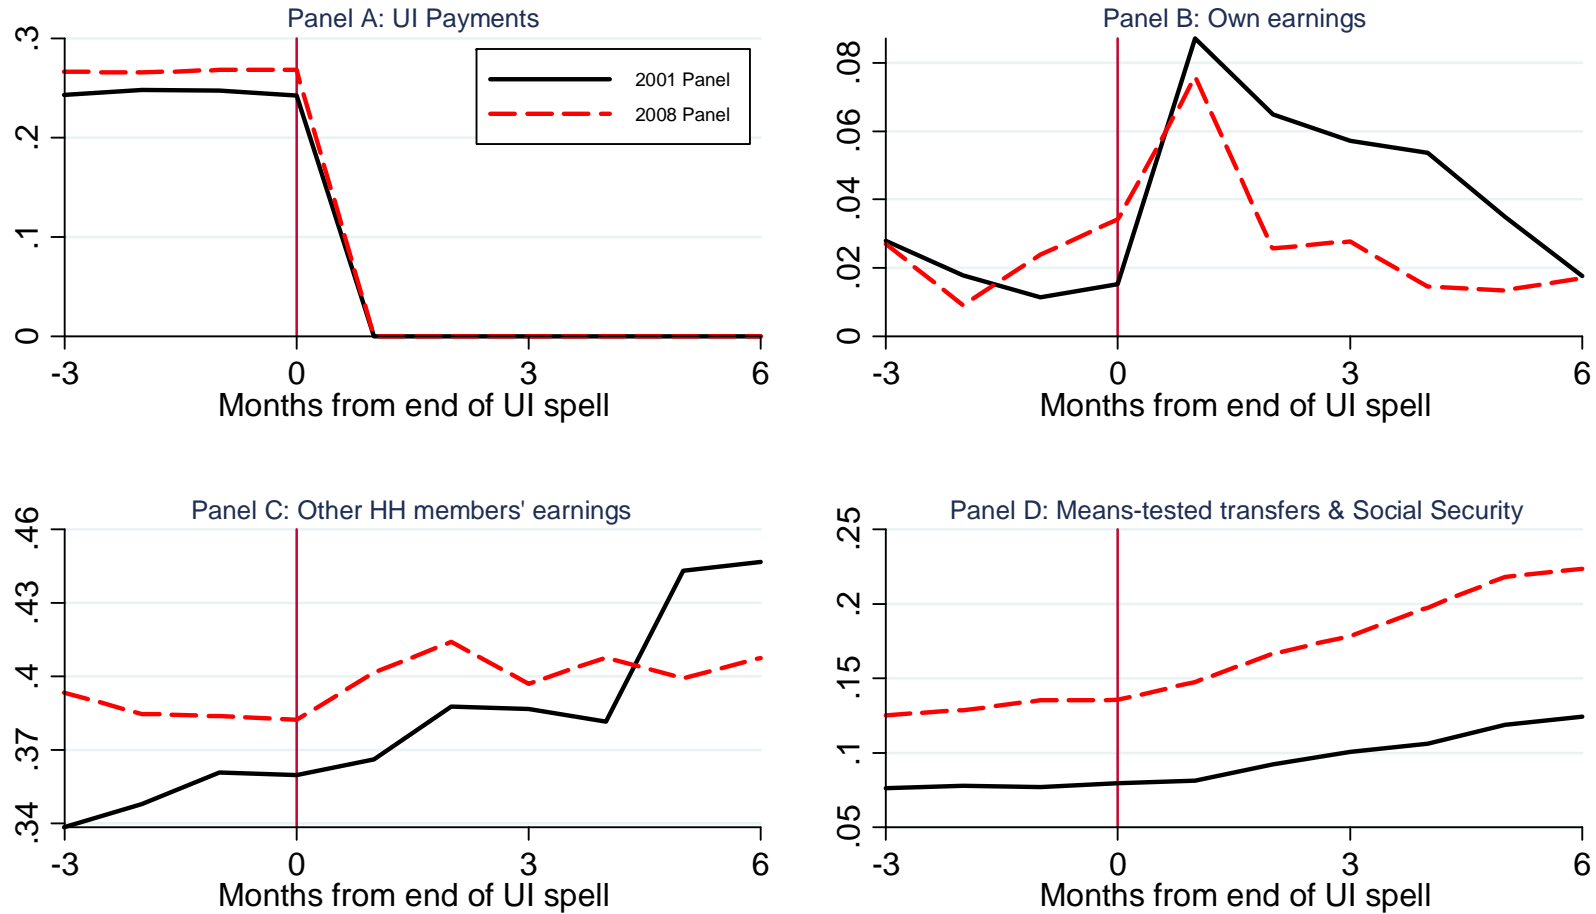 Panel A: UI Payments
.3
.2
.1
0
2001 Panel
2008 Panel
-3 0 3 6
Months from end of UI spell
Panel B: Own earnings
.08
.06
.04
.02
0
-3 0 3 6
Months from end of UI spell
Panel C: Other HH members' earnings
.46
.43
.4
.37
.34
-3 0 3 6
Months from end of UI spell
Panel D: Means-tested transfers & Social Security
.25
.2
.15
.1
.05
-3 0 3 6
Months from end of UI spell